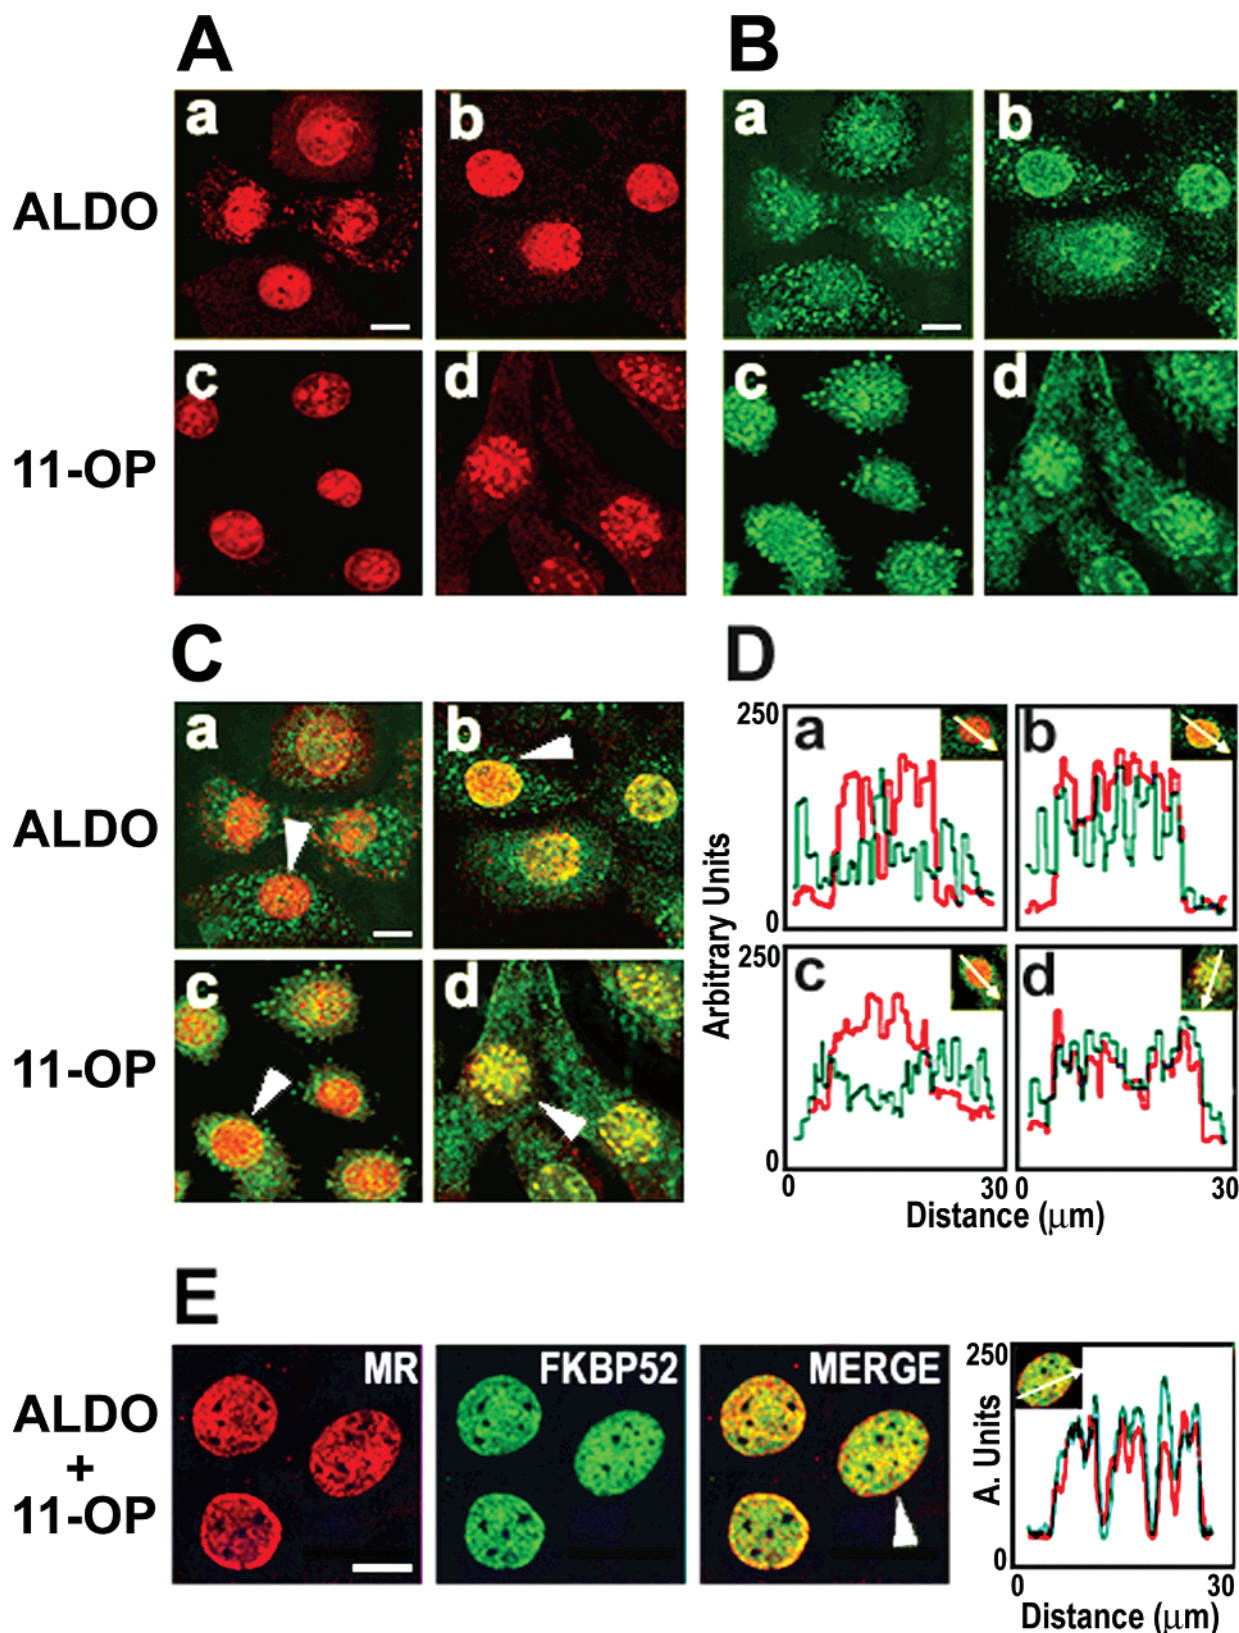 A B
a b a b
ALDO
c d c d
11-OP
C D
a b 250 a b
ALDO
0
Arbitrary Units
c d 250 c d
11-OP
0
0 30 0 30
Distance (µm)
E
MR FKBP52 MERGE 250
ALDO
+
11-OP
A. Units
0
0 30
Distance (µm)